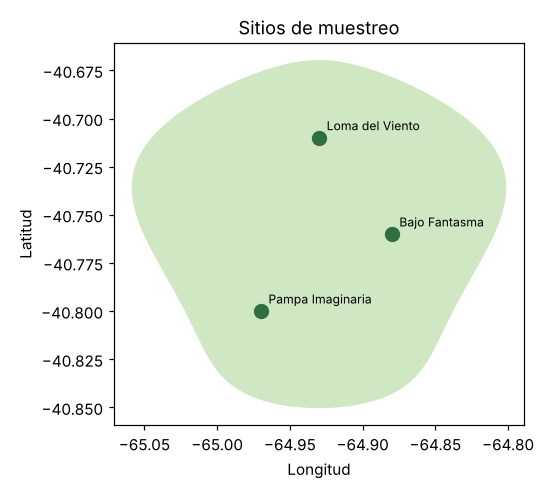 Sitios de muestreo
−40.675
−40.700
−40.725
−40.750
−40.775
−40.800
−40.825
−40.850
Latitud
Loma del Viento
Bajo Fantasma
Pampa Imaginaria
−65.05 −65.00 −64.95 −64.90 −64.85 −64.80
Longitud